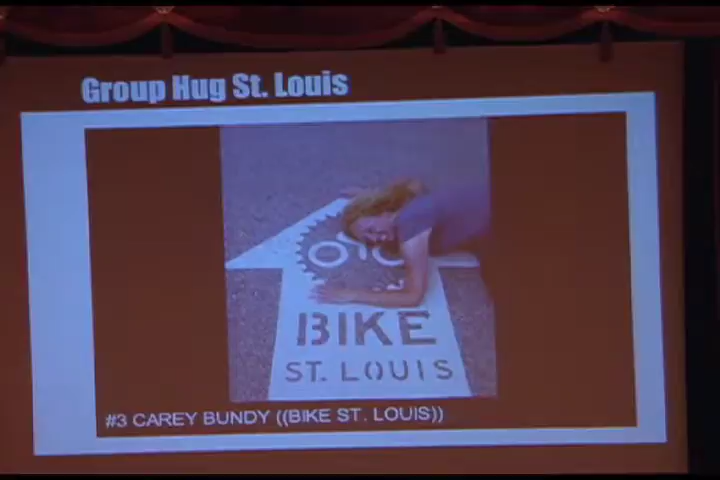 Group Hug St. Louis
BIKE
ST. LOUIS
#3 CAREY BUNDY ((BIKE ST. LOUIS))